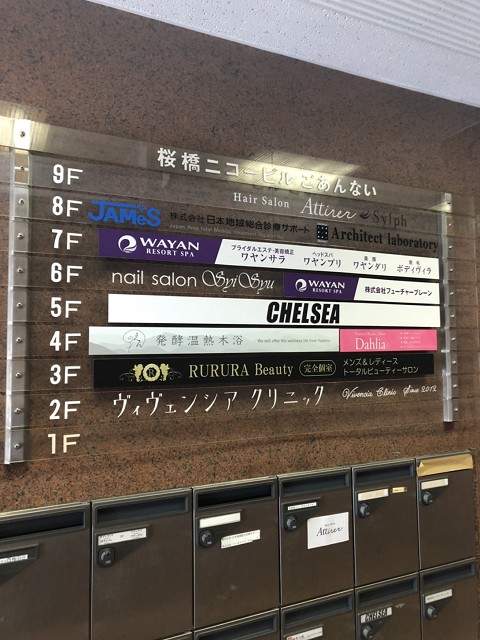 桜橋ニコービル ごあんない
9F Hair Salon Attirer Sylph
8F JAMeS 株式会社日本地域総合診療サポート Architect laboratory
7F WAYAN RESORT SPA ブライダルエステ・美容矯正 ワヤンサラ ヘッドスパ ワヤンプリ ワヤンダリ ボディヴィラ
6F nail salon SyiSyu WAYAN RESORT SPA 株式会社フューチャーブレーン
5F CHELSEA
4F 発酵温熱木浴 Dahlia
3F R RURURA Beauty 完全個室 メンズ&レディース
トータルビューティーサロン
2F ヴィヴェンシア クリニック Vivencia Clinic Since 2012
1F
Attirer
CHELSEA